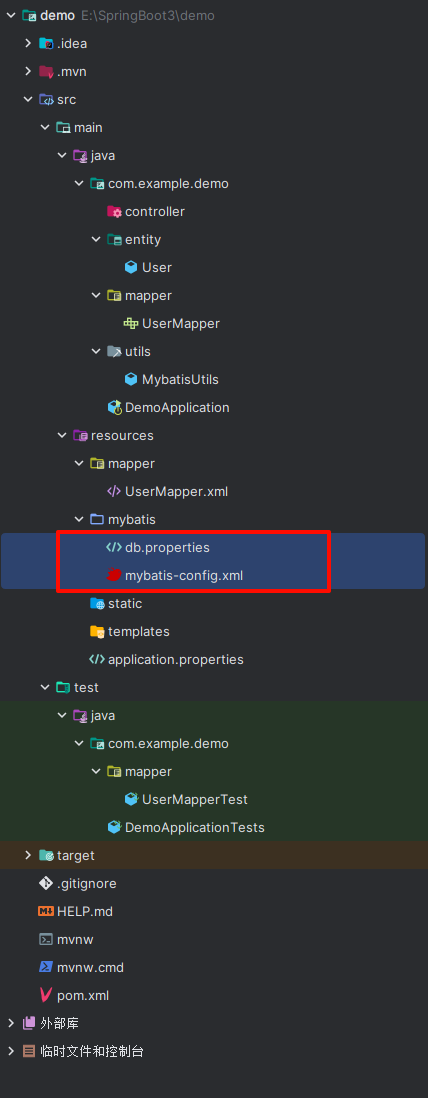 demo E:\SpringBoot3\demo
.idea
.mvn
src
main
java
com.example.demo
controller
entity
User
mapper
UserMapper
utils
MybatisUtils
DemoApplication
resources
mapper
UserMapper.xml
mybatis
db.properties
mybatis-config.xml
static
templates
application.properties
test
java
com.example.demo
mapper
UserMapperTest
DemoApplicationTests
target
.gitignore
HELP.md
mvnw
mvnw.cmd
pom.xml
外部库
临时文件和控制台